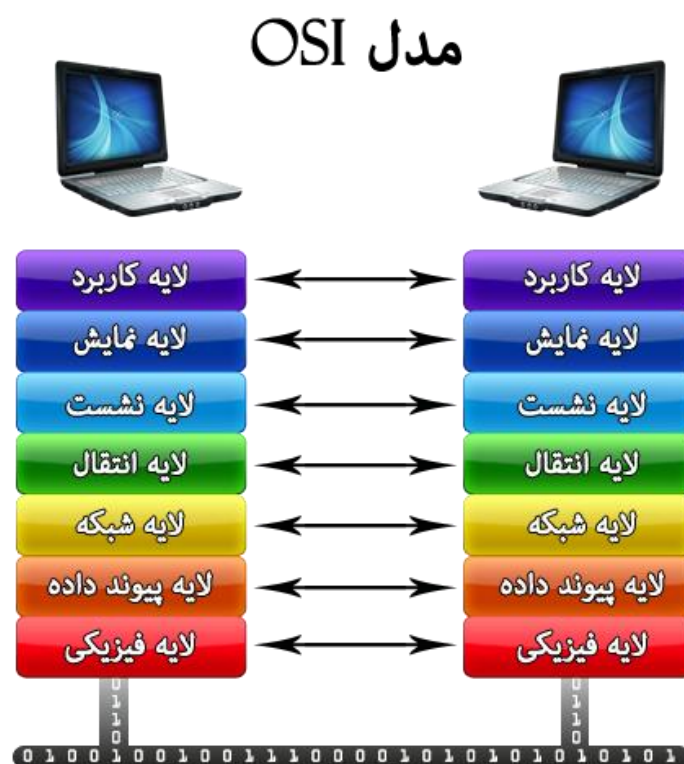 مدل OSI
لایه کاربرد
لایه کاربرد
لایه نمایش
لایه نمایش
لایه نشست
لایه نشست
لایه انتقال
لایه انتقال
لایه شبکه
لایه شبکه
لایه پیوند داده
لایه پیوند داده
لایه فیزیکی
لایه فیزیکی